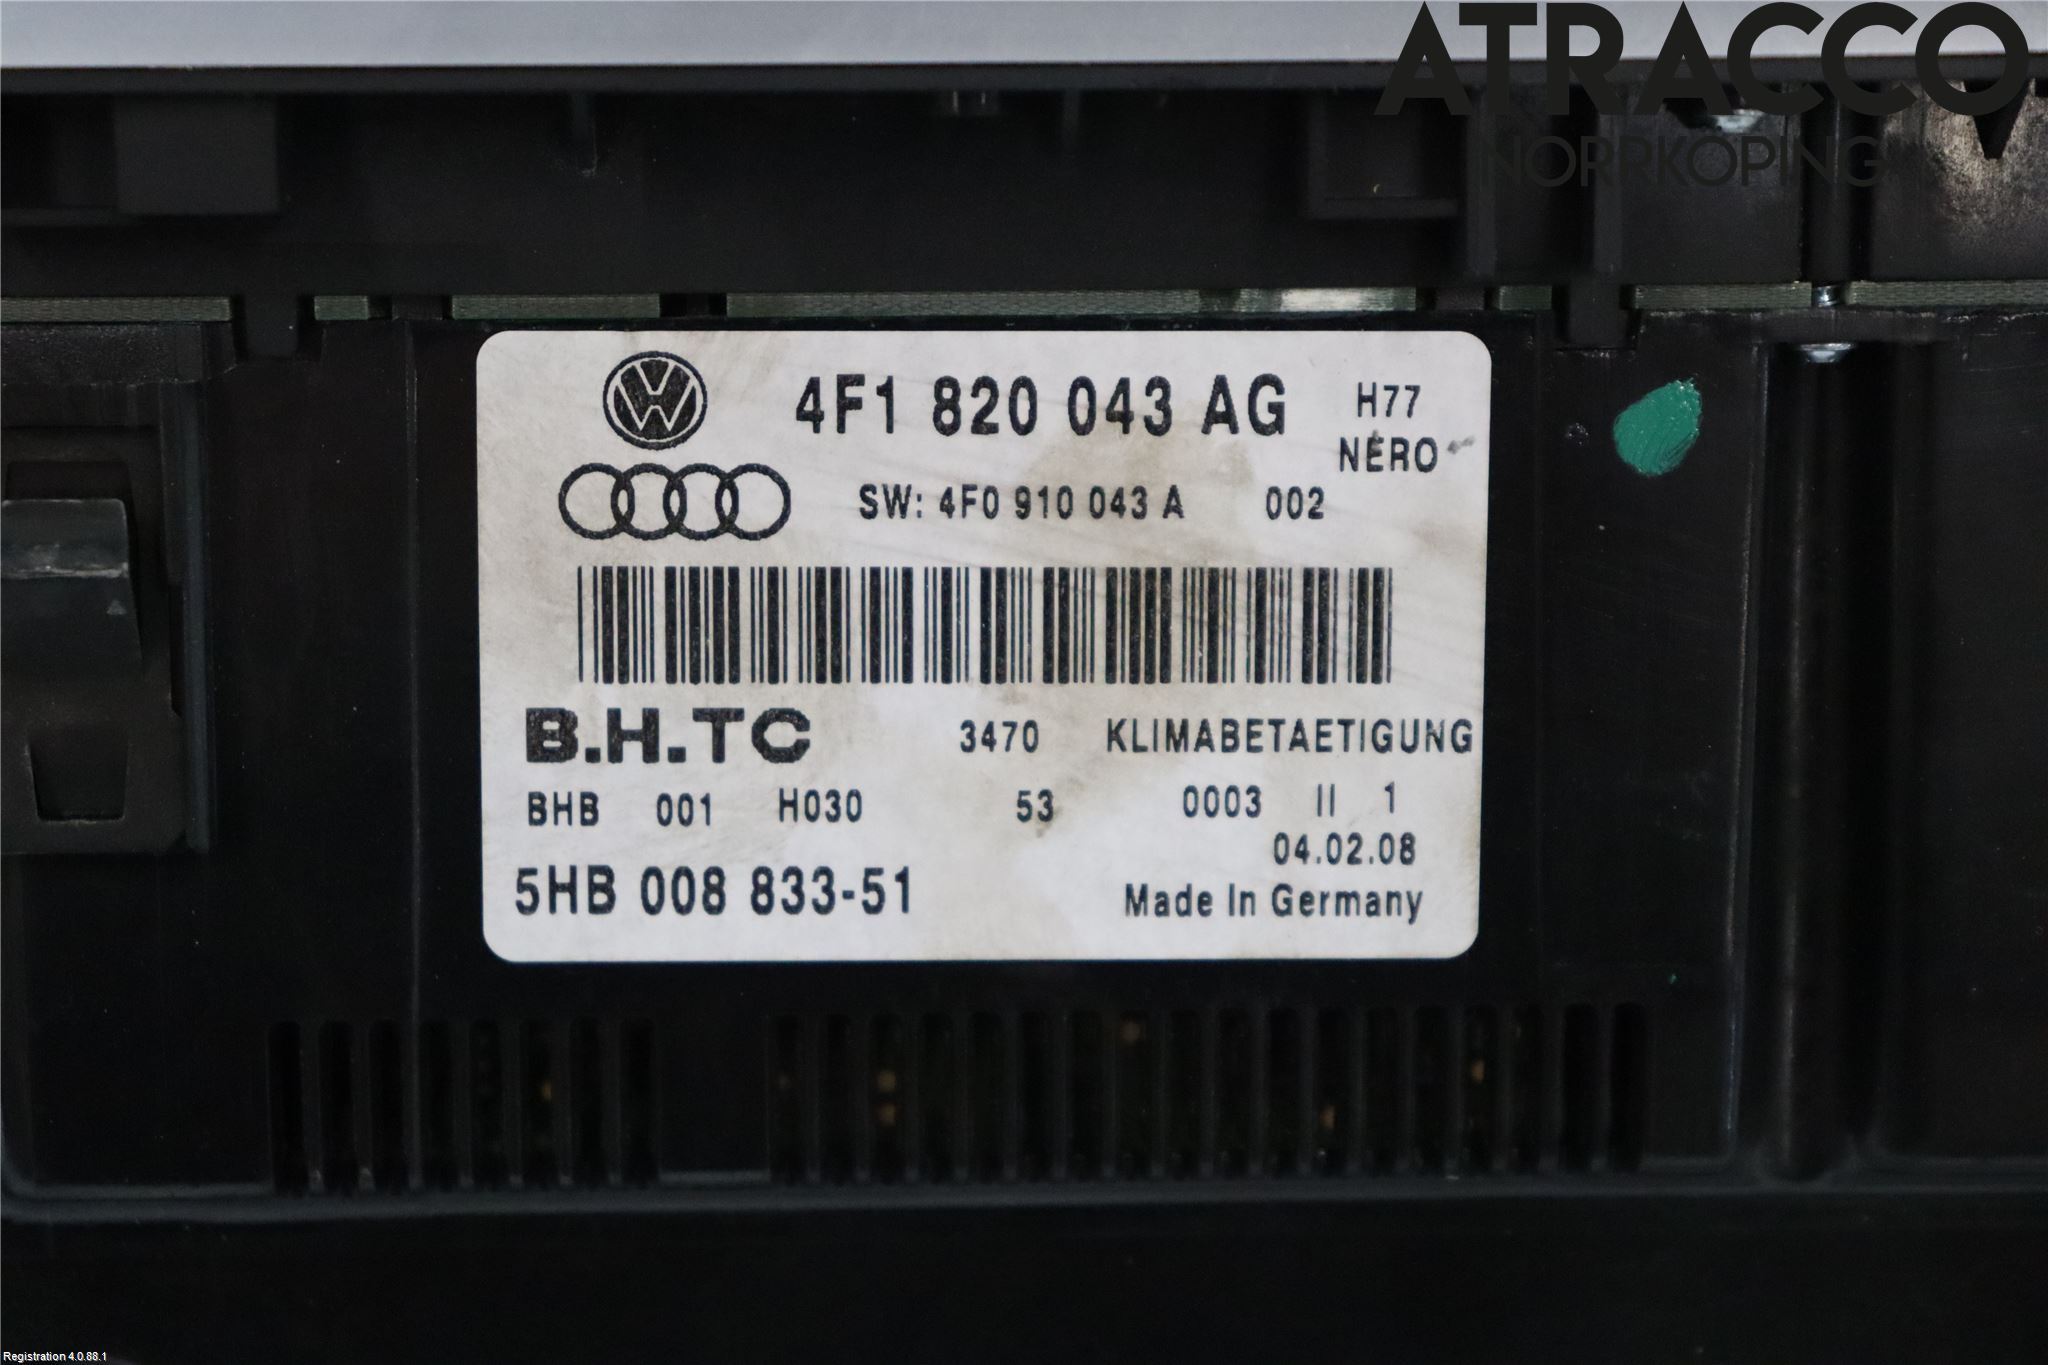 ATRACCO
NORRKÖPING
4F1 820 043 AG H77
NERO
SW: 4F0 910 043 A 002
B.H.TC 3470 KLIMABETAETIGUNG
BHB 001 H030 53 0003 II 1
04.02.08
5HB 008 833-51 Made In Germany
Registration 4.0.88.1